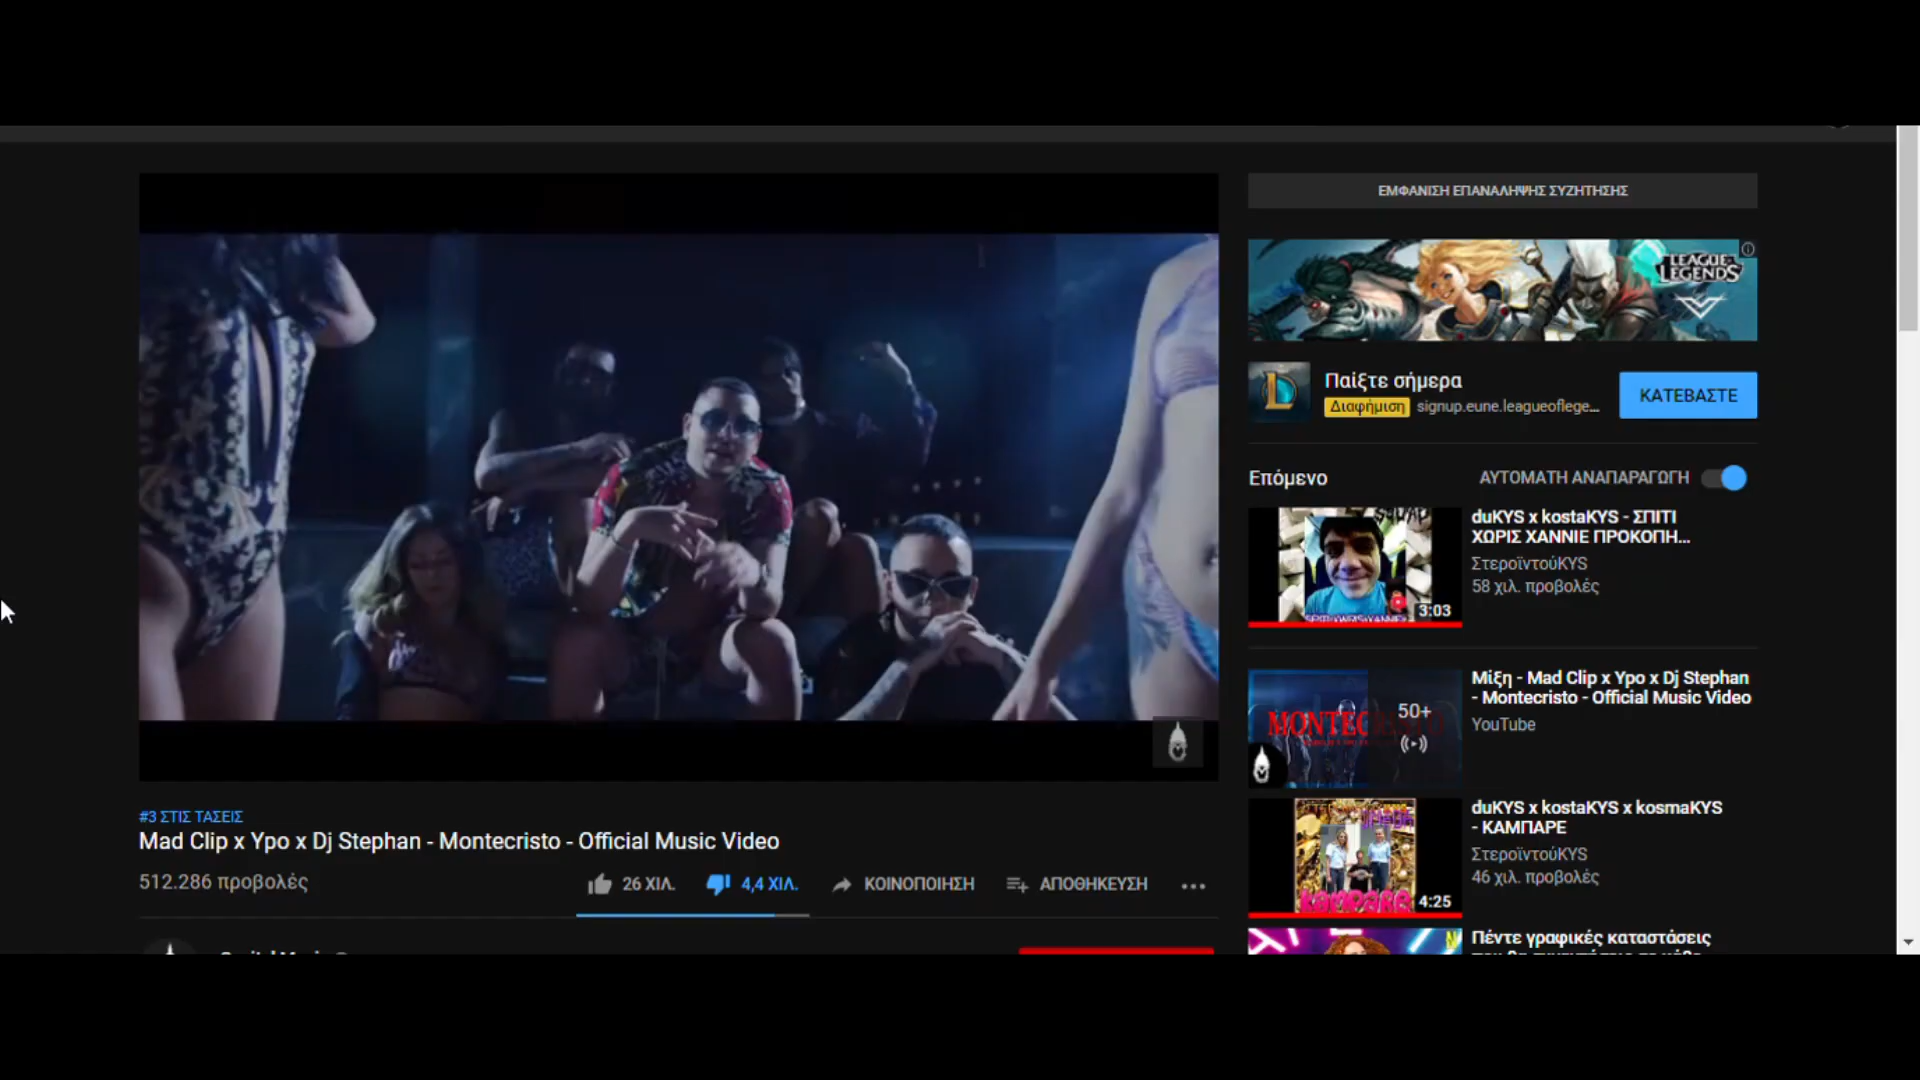 ΕΜΦΑΝΙΣΗ ΕΠΑΝΑΛΗΨΗΣ ΣΥΖΗΤΗΣΗΣ
LEAGUE OF
LEGENDS
Παίξτε σήμερα
Διαφήμιση signup.eune.leagueoflege...
ΚΑΤΕΒΑΣΤΕ
Επόμενο
ΑΥΤΟΜΑΤΗ ΑΝΑΠΑΡΑΓΩΓΗ
duKYS x kostaKYS - ΣΠΙΤΙ
ΧΩΡΙΣ ΧΑΝΝΙΕ ΠΡΟΚΟΠΗ...
ΣτεροϊντούKYS
58 χιλ. προβολές
3:03
Μίξη - Mad Clip x Ypo x Dj Stephan
- Montecristo - Official Music Video
YouTube
50+
duKYS x kostaKYS x kosmaKYS
- ΚΑΜΠΑΡΕ
ΣτεροϊντούKYS
46 χιλ. προβολές
4:25
Πέντε γραφικές καταστάσεις
#3 ΣΤΙΣ ΤΑΣΕΙΣ
Mad Clip x Ypo x Dj Stephan - Montecristo - Official Music Video
512.286 προβολές
26 ΧΙΛ.
4,4 ΧΙΛ.
ΚΟΙΝΟΠΟΙΗΣΗ
ΑΠΟΘΗΚΕΥΣΗ